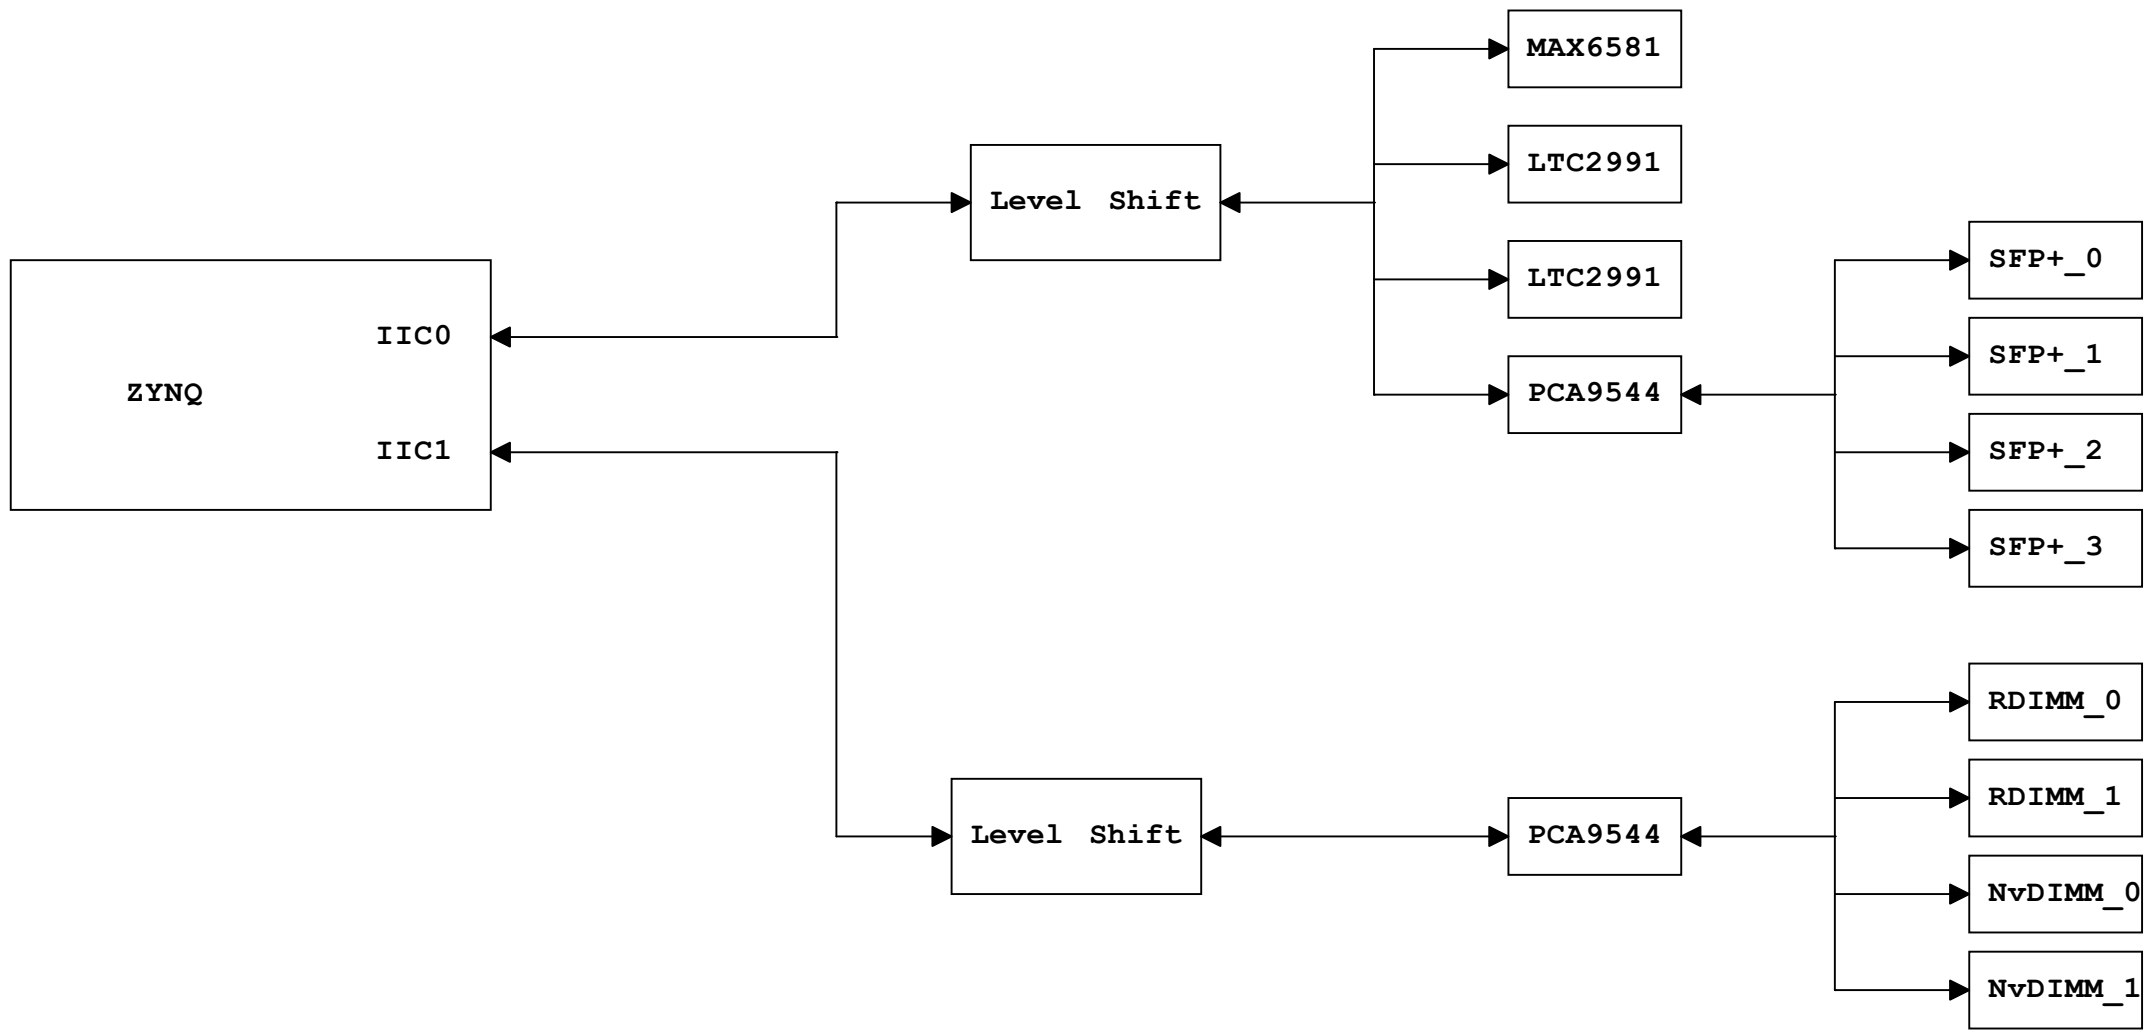 MAX6581
LTC2991
Level Shift
LTC2991
SFP+_0
IIC0
SFP+_1
ZYNQ
PCA9544
IIC1
SFP+_2
SFP+_3
RDIMM_0
RDIMM_1
Level Shift
PCA9544
NvDIMM_0
NvDIMM_1